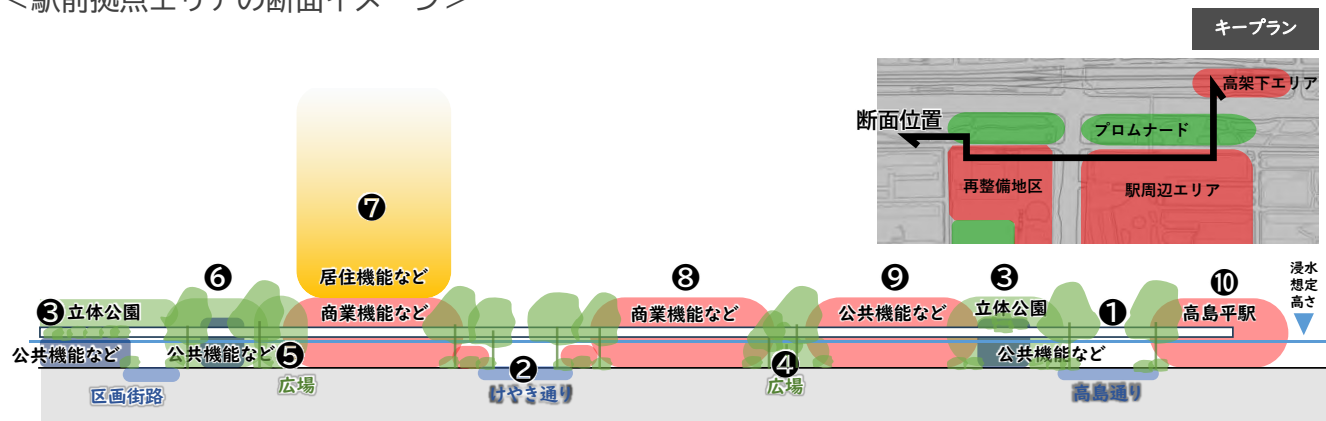 <駅前拠点エリアの断面イメージ>
キープラン
高架下エリア
断面位置
プロムナード
再整備地区
駅周辺エリア
❼
居住機能など
浸水
想定
高さ
❻
❽
❾
❸
❿
❸立体公園
商業機能など
商業機能など
公共機能など
立体公園
❶
高島平駅
公共機能など
公共機能など❺
公共機能など
区画街路
広場
❷
けやき通り
❹
広場
高島通り